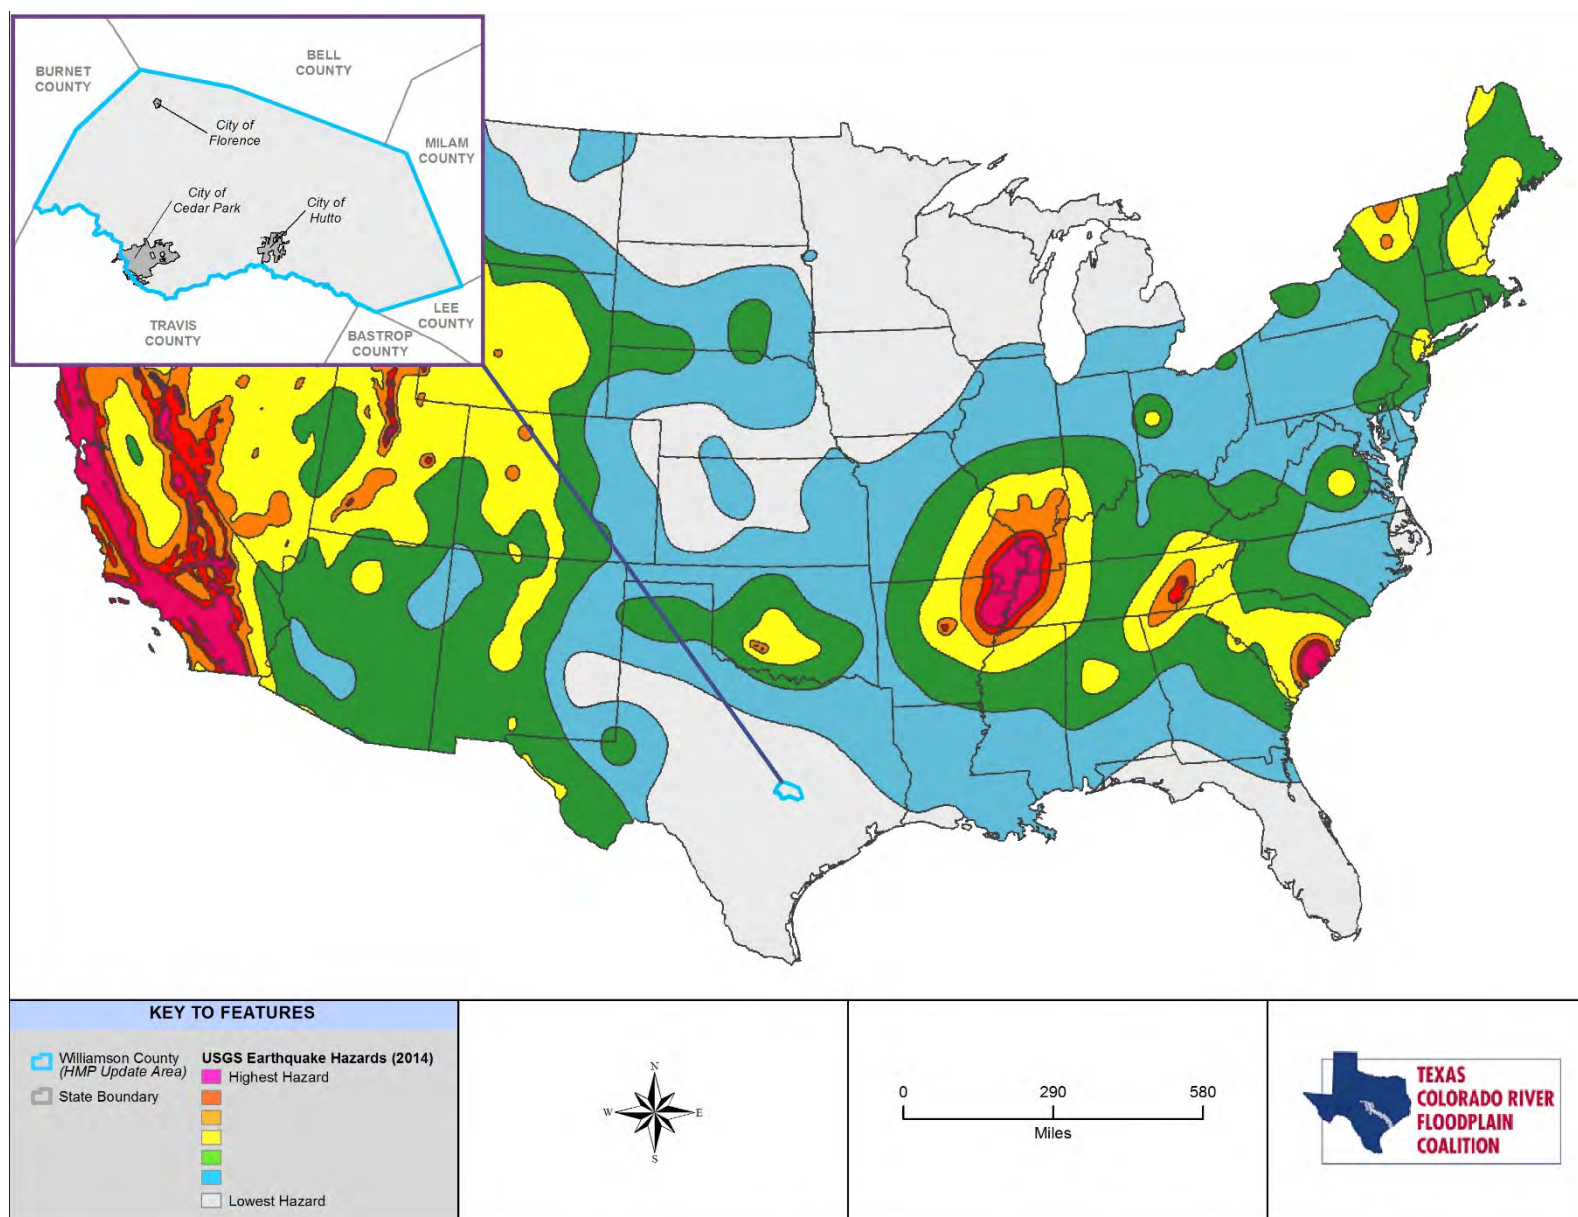 BELL
COUNTY
BURNET
COUNTY
City of
Florence
MILAM
COUNTY
City of
Cedar Park
City of
Hutto
LEE
COUNTY
TRAVIS
COUNTY
BASTROP
COUNTY
KEY TO FEATURES
Williamson County
(HMP Update Area)
State Boundary
USGS Earthquake Hazards (2014)
Highest Hazard
Lowest Hazard
N
W
E
S
0 290 580
Miles
TEXAS
COLORADO RIVER
FLOODPLAIN
COALITION